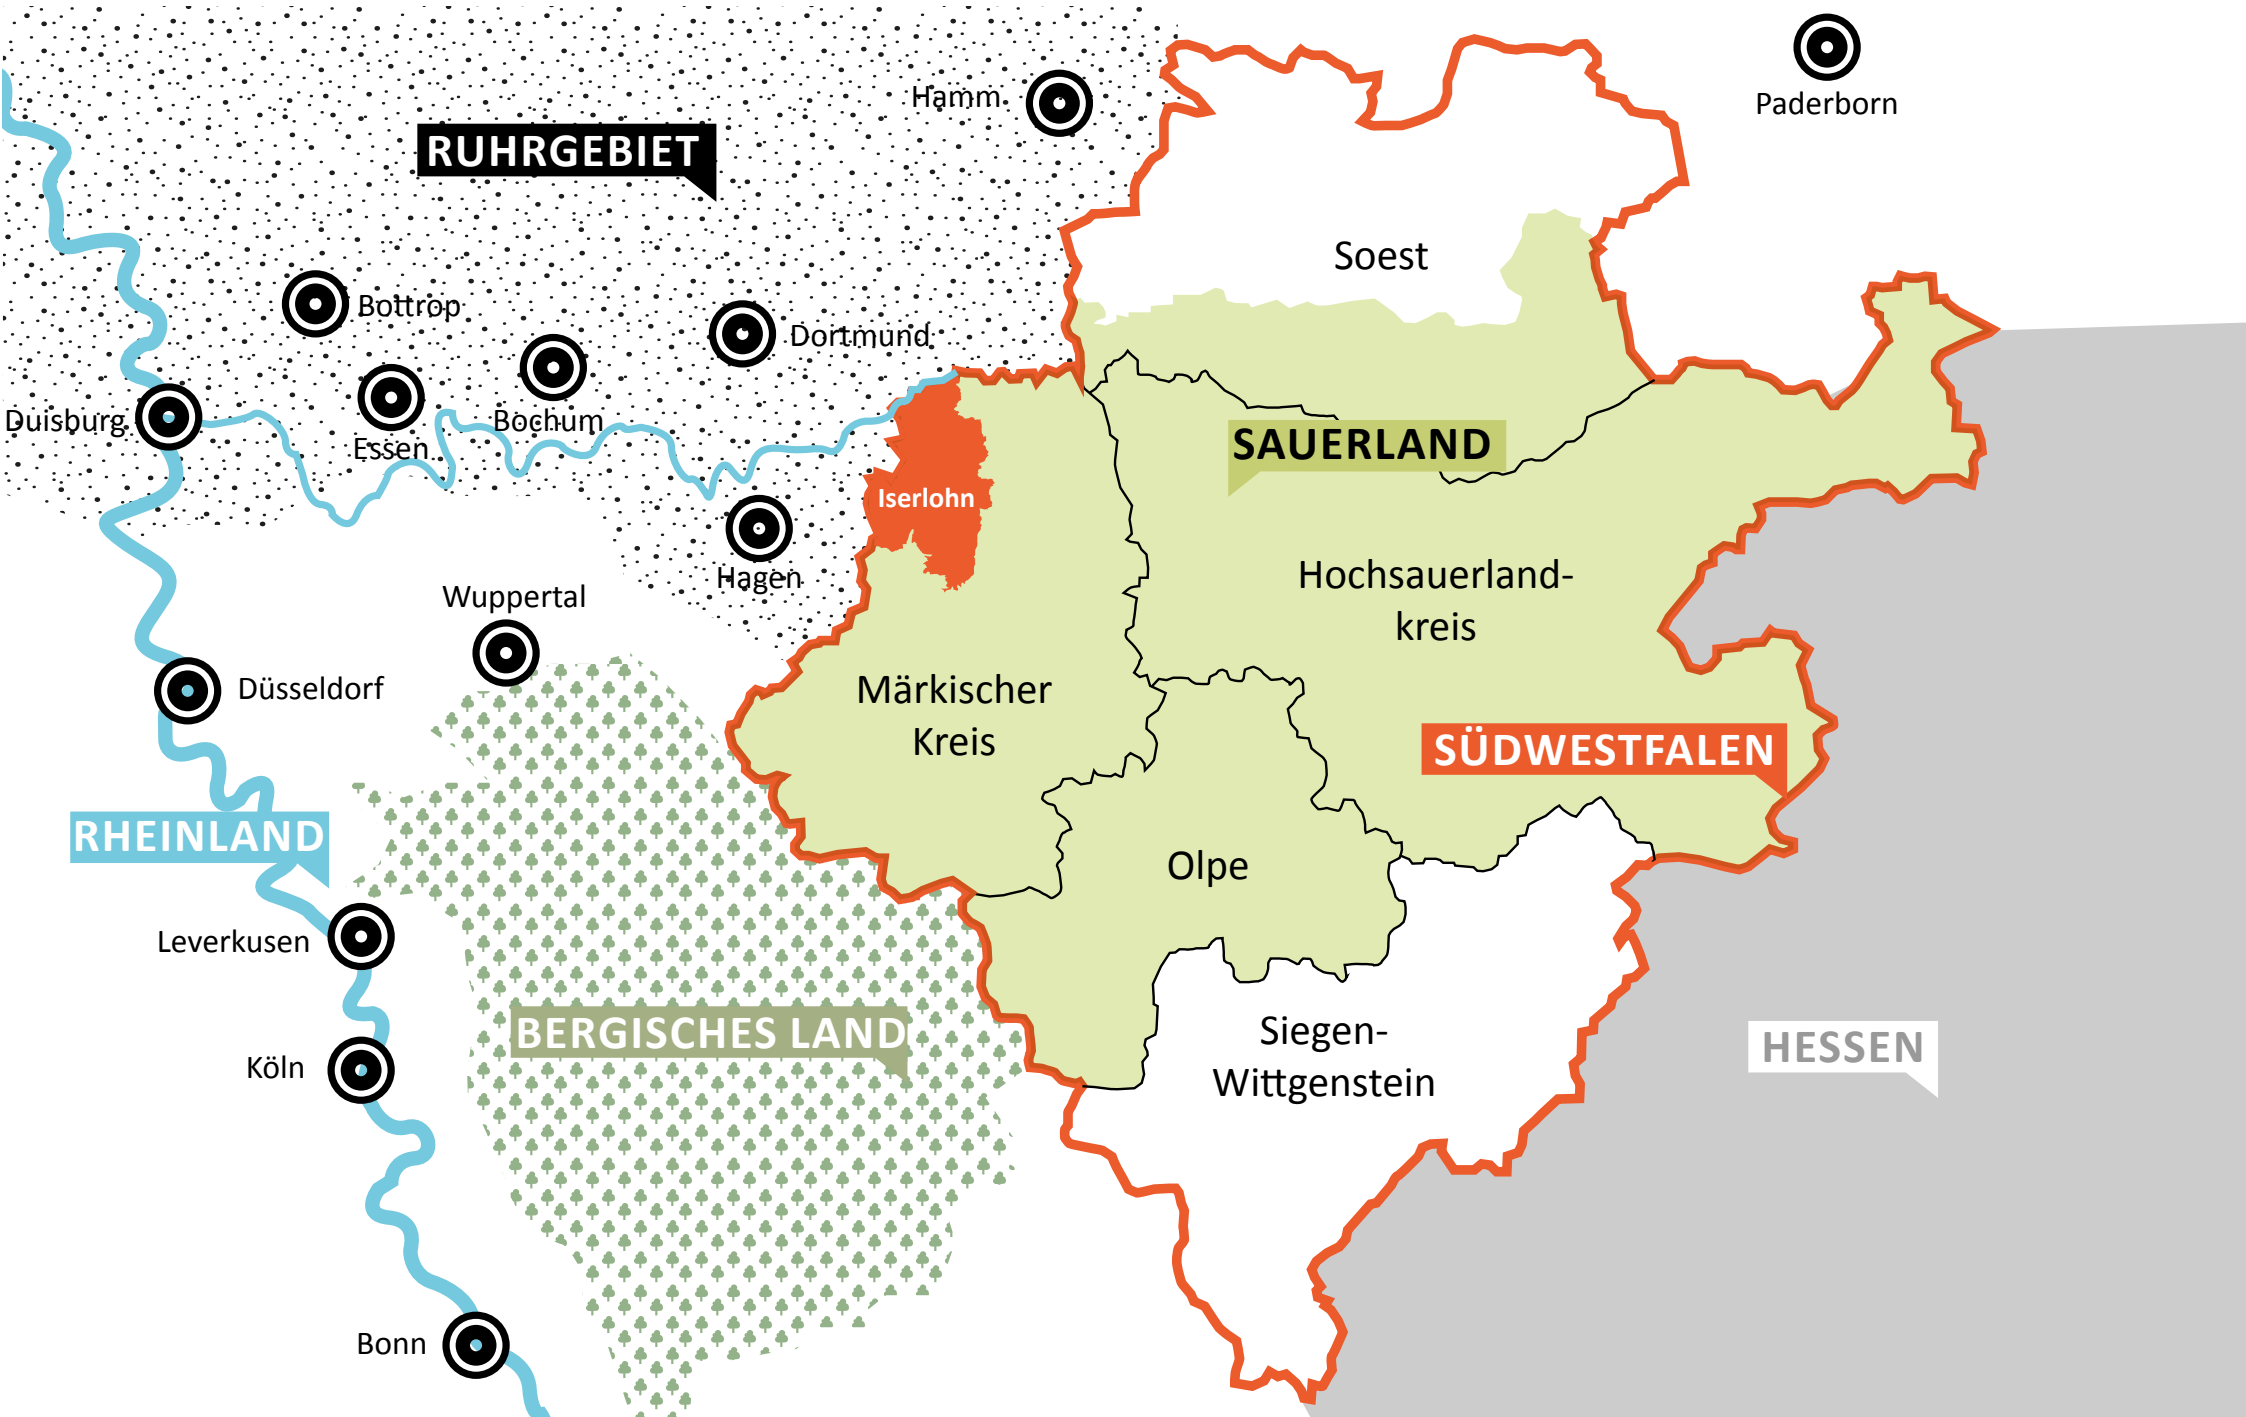 Paderborn
Hamm
RUHRGEBIET
Soest
Bottrop
Dortmund
Duisburg
Bochum
Essen
SAUERLAND
Iserlohn
Hagen
Hochsauerland-
kreis
Wuppertal
Düsseldorf
Märkischer
Kreis
SÜDWESTFALEN
RHEINLAND
Olpe
Leverkusen
BERGISCHES LAND
Siegen-
Wittgenstein
HESSEN
Köln
Bonn